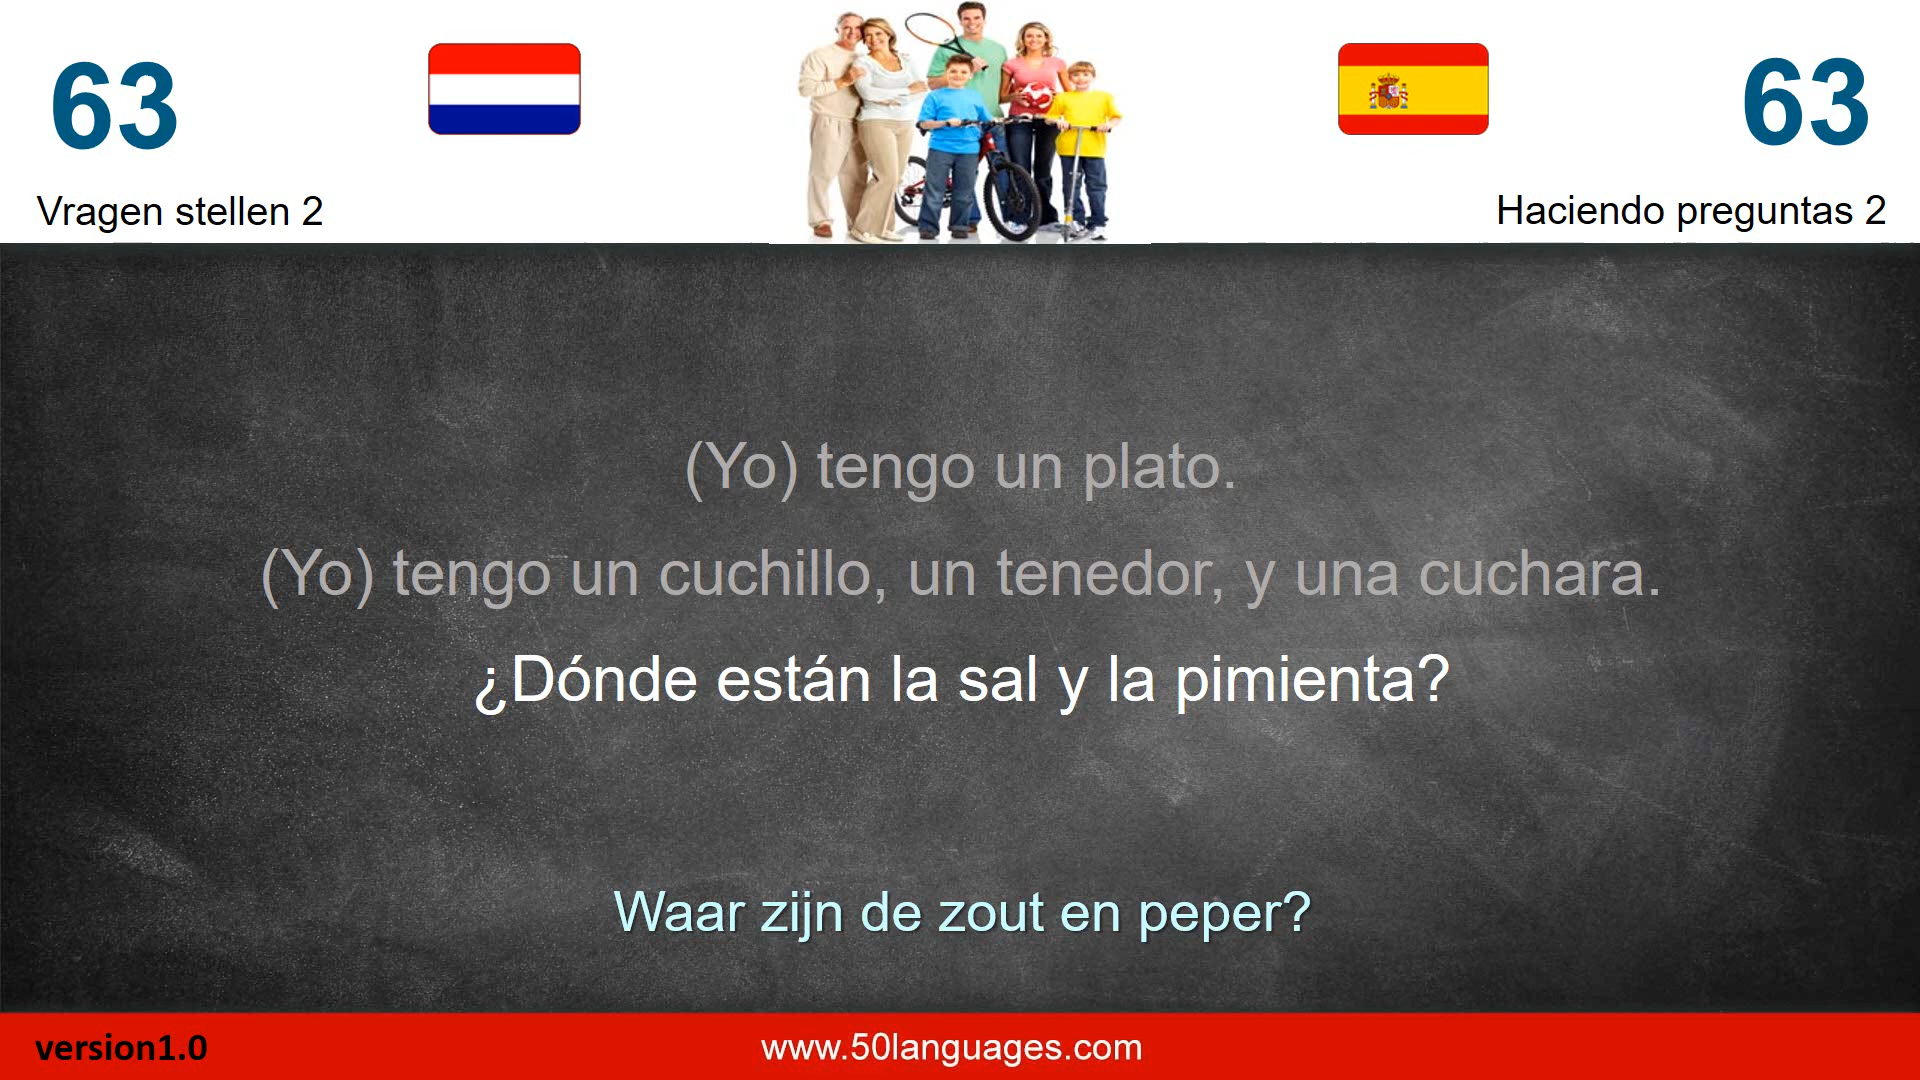 63
63
Vragen stellen 2
Haciendo preguntas 2
(Yo) tengo un plato.
(Yo) tengo un cuchillo, un tenedor, y una cuchara.
¿Dónde están la sal y la pimienta?
Waar zijn de zout en peper?
version1.0
www.50languages.com